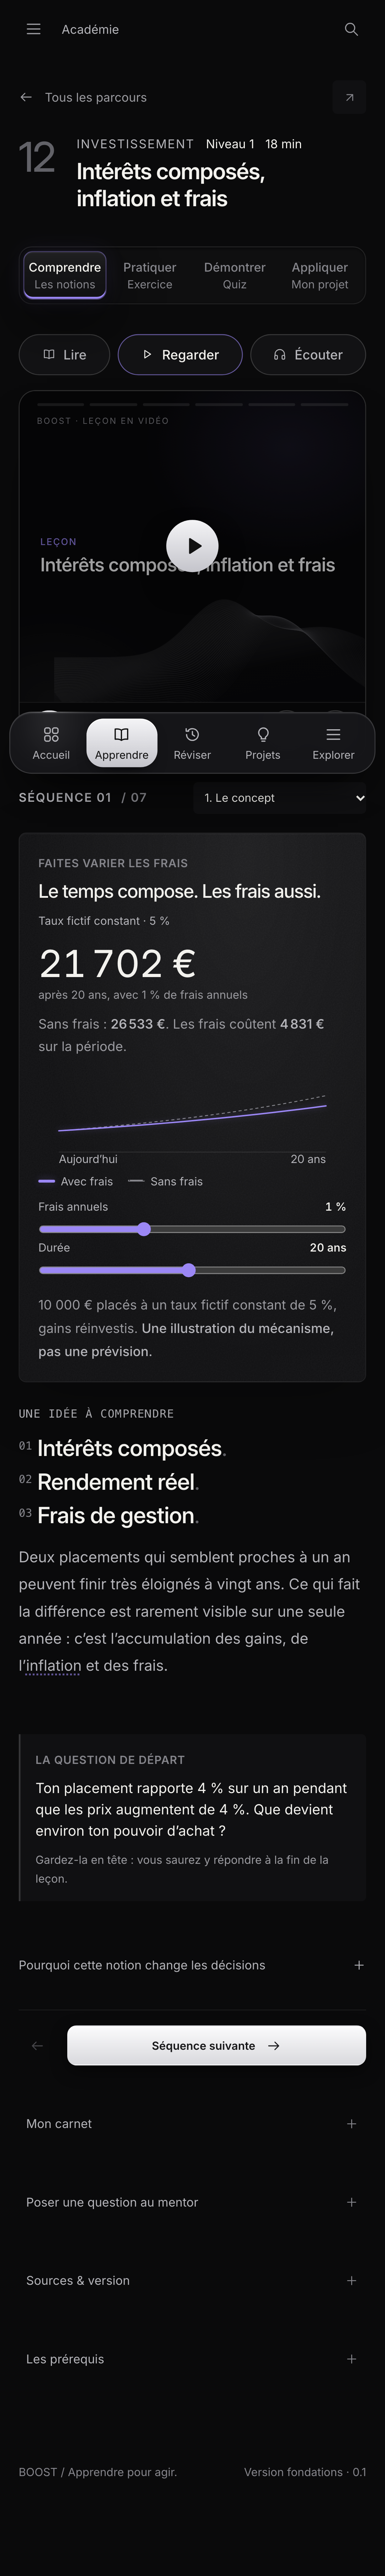 Académie
Tous les parcours
12
INVESTISSEMENT Niveau 1 18 min
Intérêts composés,
inflation et frais
Comprendre Pratiquer Démontrer Appliquer
Les notions Exercice Quiz Mon projet
Lire Regarder Écouter
BOOST · LEÇON EN VIDÉO
LEÇON
Intérêts composés, inflation et frais
Accueil Apprendre Réviser Projets Explorer
SÉQUENCE 01 / 07 1. Le concept
FAITES VARIER LES FRAIS
Le temps compose. Les frais aussi.
Taux fictif constant · 5 %
21 702 €
après 20 ans, avec 1 % de frais annuels
Sans frais : 26 533 €. Les frais coûtent 4 831 €
sur la période.
Aujourd’hui 20 ans
Avec frais Sans frais
Frais annuels 1 %
Durée 20 ans
10 000 € placés à un taux fictif constant de 5 %,
gains réinvestis. Une illustration du mécanisme,
pas une prévision.
UNE IDÉE À COMPRENDRE
01 Intérêts composés.
02 Rendement réel.
03 Frais de gestion.
Deux placements qui semblent proches à un an
peuvent finir très éloignés à vingt ans. Ce qui fait
la différence est rarement visible sur une seule
année : c’est l’accumulation des gains, de
l’inflation et des frais.
LA QUESTION DE DÉPART
Ton placement rapporte 4 % sur un an pendant
que les prix augmentent de 4 %. Que devient
environ ton pouvoir d’achat ?
Gardez-la en tête : vous saurez y répondre à la fin de la
leçon.
Pourquoi cette notion change les décisions
Séquence suivante
Mon carnet
Poser une question au mentor
Sources & version
Les prérequis
BOOST / Apprendre pour agir. Version fondations · 0.1